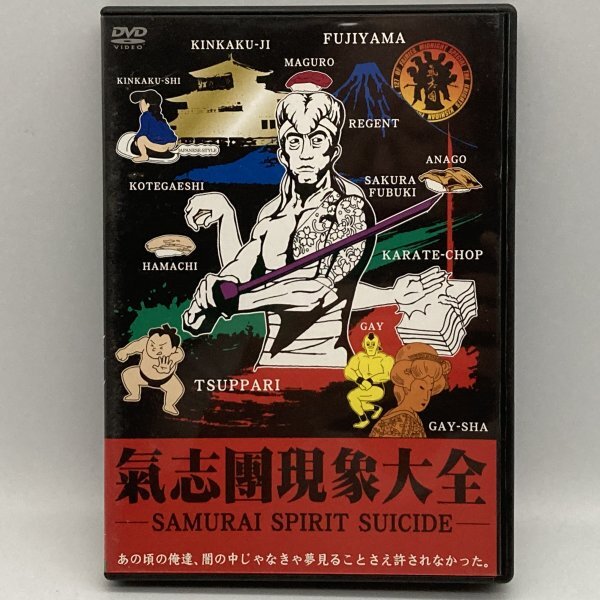 DVD
VIDEO
KINKAKU-JI
FUJIYAMA
MAGURO
KINKAKU-SHI
JAPANESE-STYLE
REGENT
ANAGO
KOTEGAESHI
SAKURA
FUBUKI
HAMACHI
KARATE-CHOP
GAY
TSUPPARI
GAY-SHA
氣志團現象大全
SAMURAI SPIRIT SUICIDE
あの頃の俺達、闇の中じゃなきゃ夢見ることさえ許されなかった。